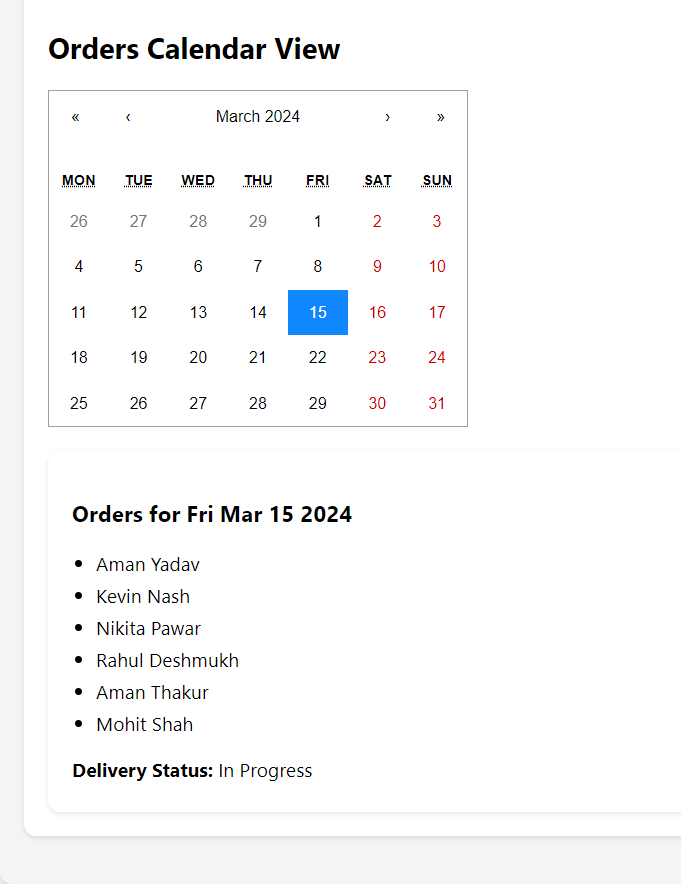 Orders Calendar View
« ‹ March 2024 › »
MON TUE WED THU FRI SAT SUN
26 27 28 29 1 2 3
4 5 6 7 8 9 10
11 12 13 14 15 16 17
18 19 20 21 22 23 24
25 26 27 28 29 30 31
Orders for Fri Mar 15 2024
• Aman Yadav
• Kevin Nash
• Nikita Pawar
• Rahul Deshmukh
• Aman Thakur
• Mohit Shah
Delivery Status: In Progress